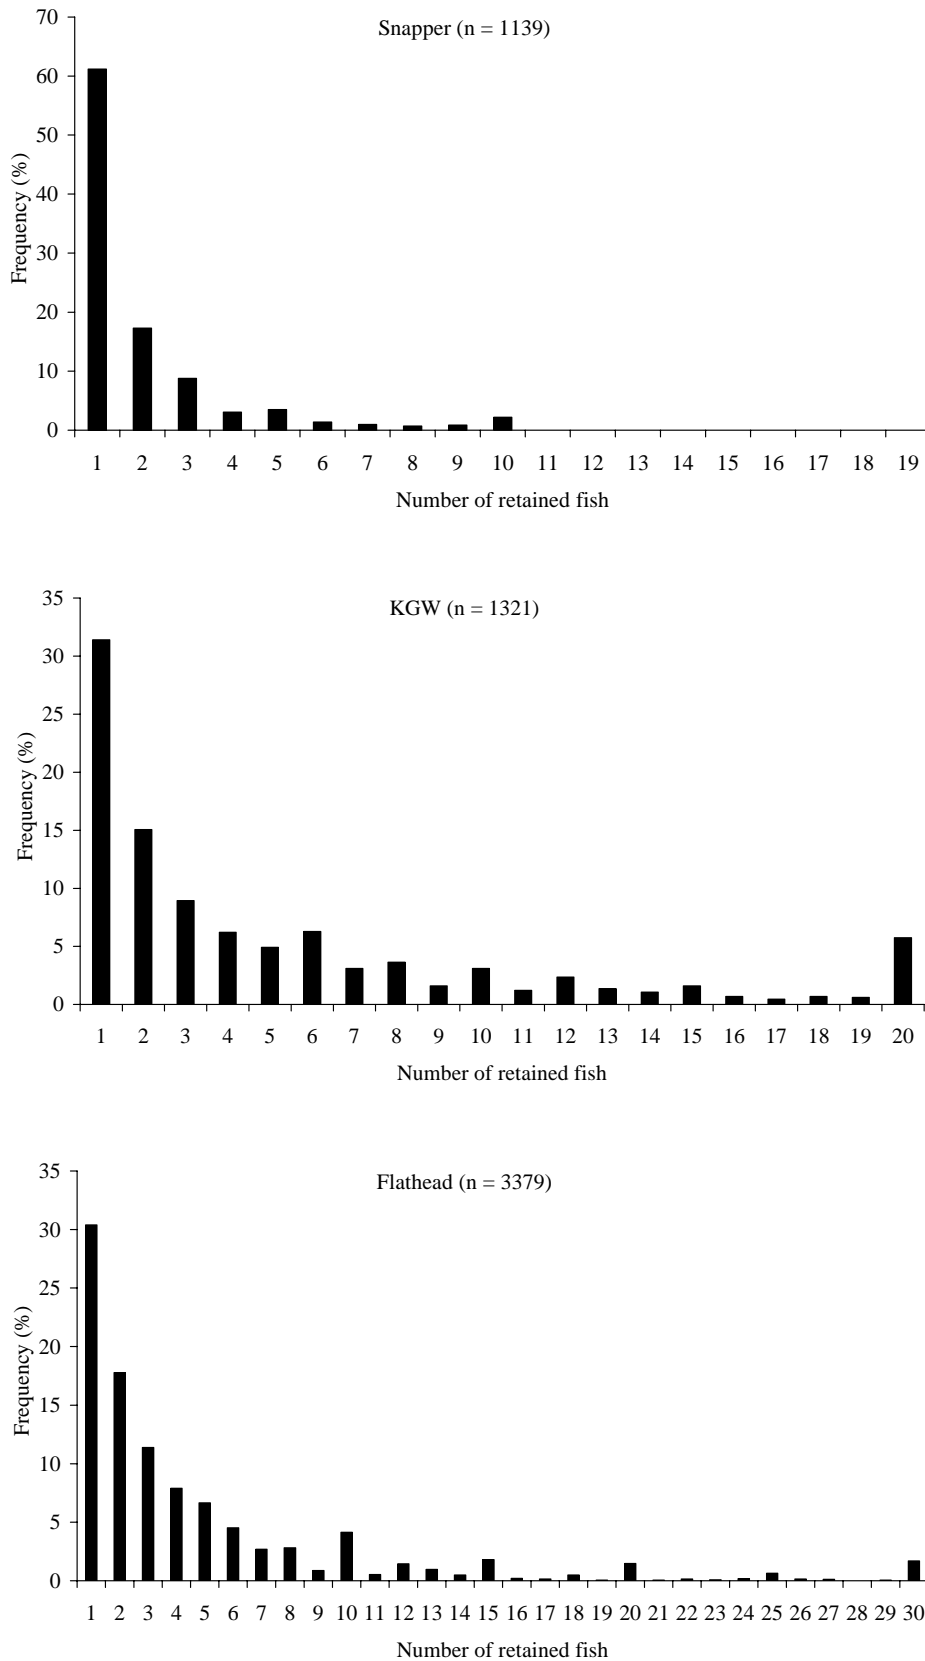 Snapper (n = 1139)
Frequency (%)
70
60
50
40
30
20
10
0
1 2 3 4 5 6 7 8 9 10 11 12 13 14 15 16 17 18 19
Number of retained fish
KGW (n = 1321)
Frequency (%)
35
30
25
20
15
10
5
0
1 2 3 4 5 6 7 8 9 10 11 12 13 14 15 16 17 18 19 20
Number of retained fish
Flathead (n = 3379)
Frequency (%)
35
30
25
20
15
10
5
0
1 2 3 4 5 6 7 8 9 10 11 12 13 14 15 16 17 18 19 20 21 22 23 24 25 26 27 28 29 30
Number of retained fish